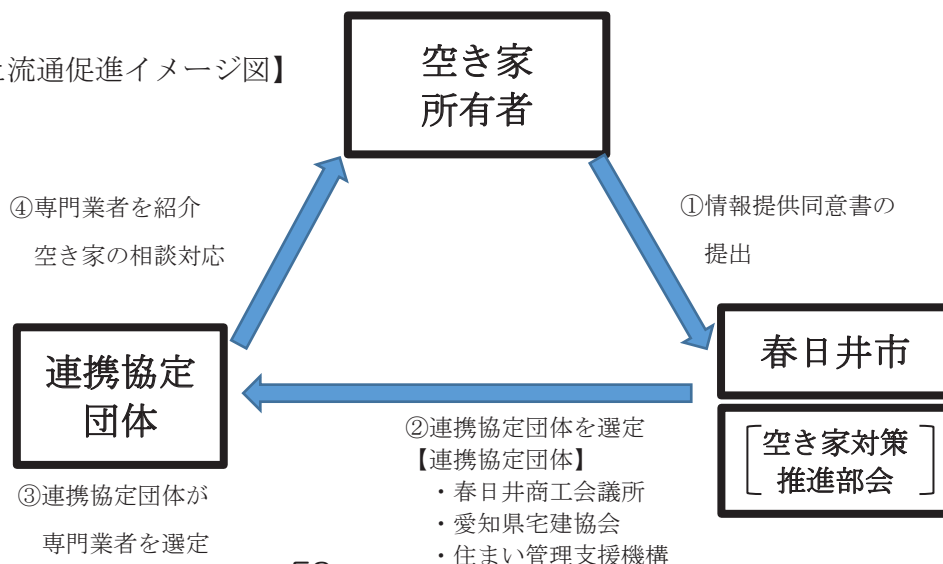 流通促進イメージ図】
空き家
所有者
④専門業者を紹介
空き家の相談対応
①情報提供同意書の
提出
連携協定
団体
春日井市
空き家対策
推進部会
②連携協定団体を選定
【連携協定団体】
・春日井商工会議所
・愛知県宅建協会
・住まい管理支援機構
③連携協定団体が
専門業者を選定